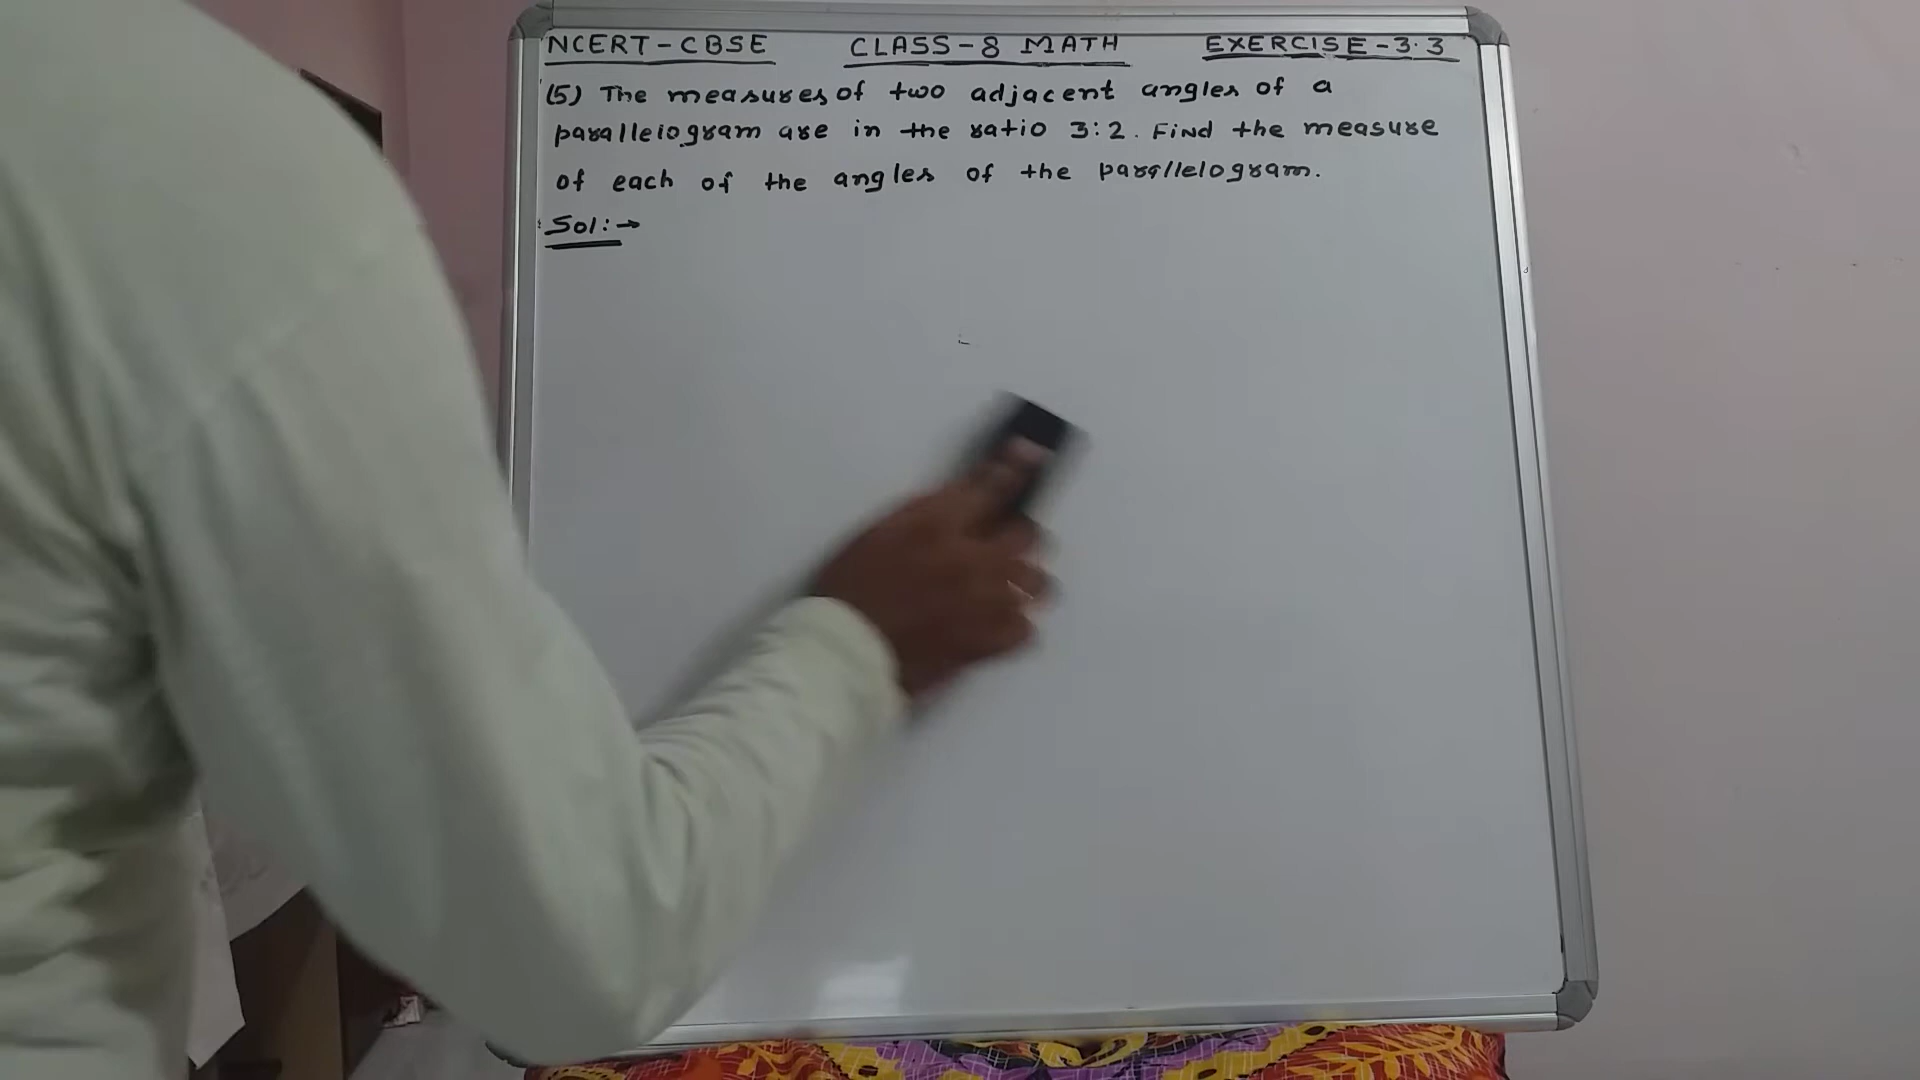 NCERT-CBSE CLASS-8 MATH EXERCISE-3.3
(5) The measures of two adjacent angles of a
parallelogram are in the ratio 3:2. Find the measure
of each of the angles of the parallelogram.
Sol:→